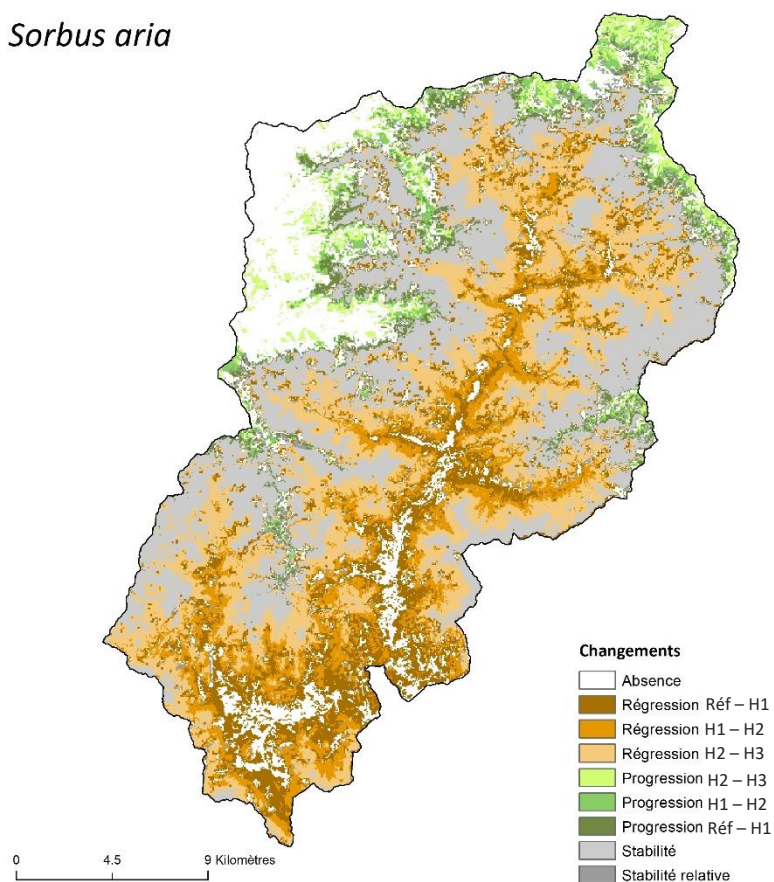 Sorbus aria
Changements
Absence
Régression Réf – H1
Régression H1 – H2
Régression H2 – H3
Progression H2 – H3
Progression H1 – H2
Progression Réf – H1
Stabilité
Stabilité relative
0 4.5 9 Kilomètres